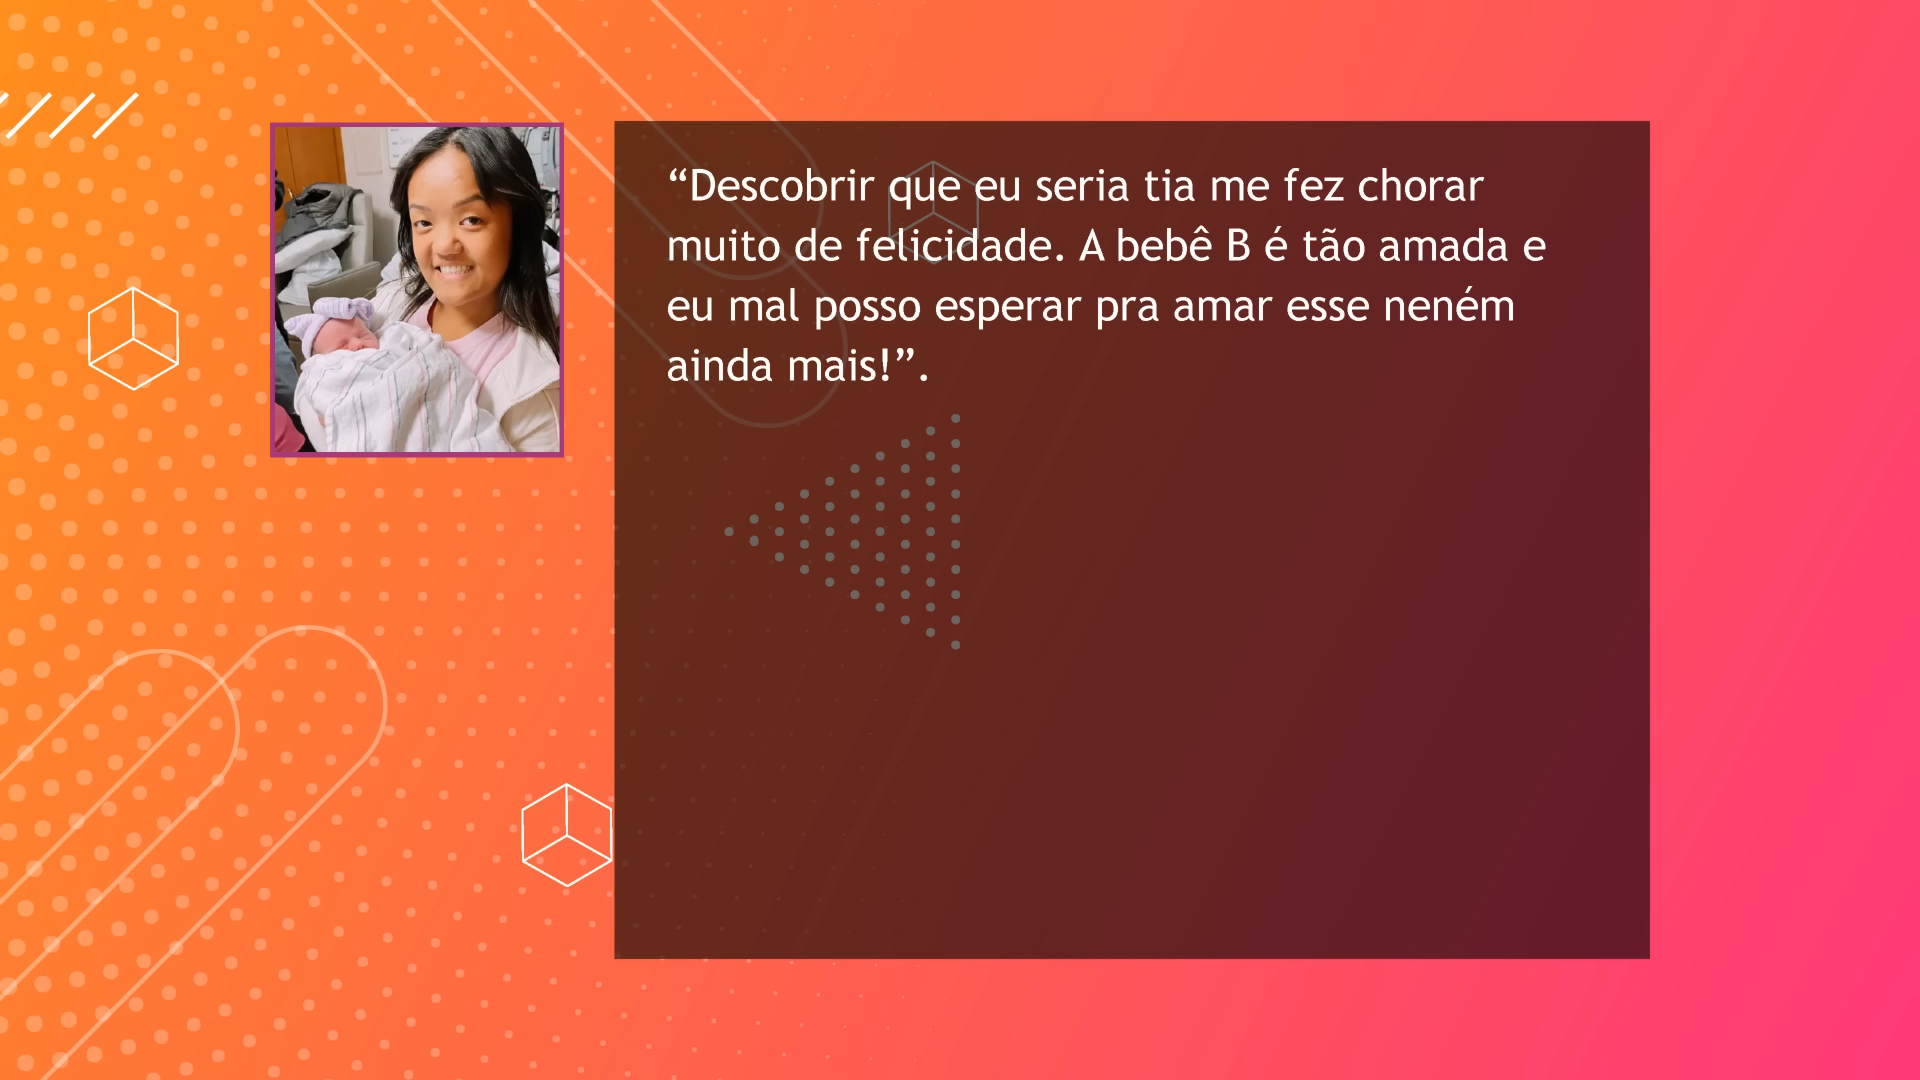 “Descobrir que eu seria tia me fez chorar
muito de felicidade. A bebê B é tão amada e
eu mal posso esperar pra amar esse neném
ainda mais!”.